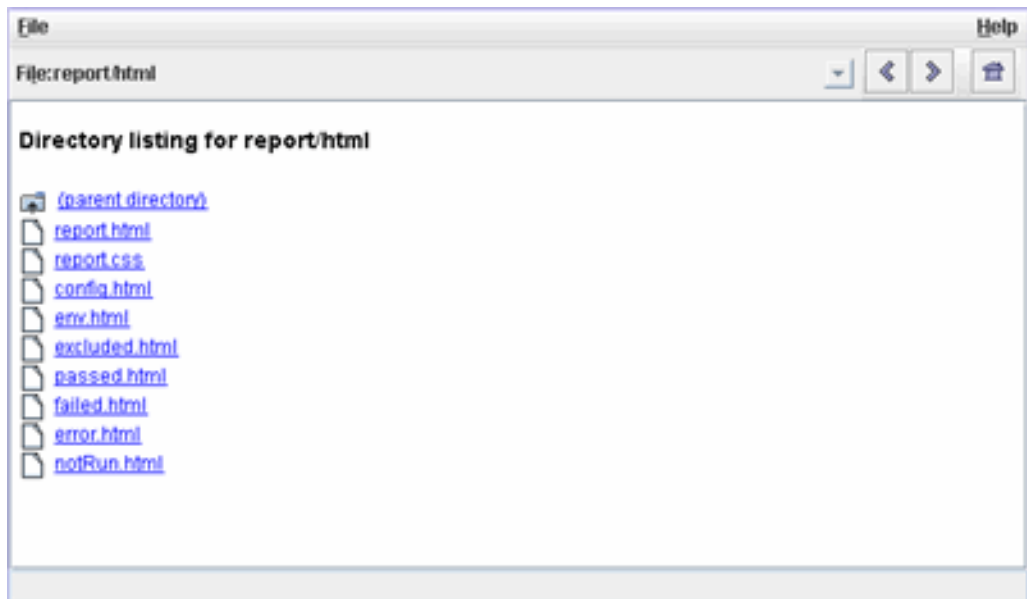 File Help
File:report/html
Directory listing for report/html
(parent directory)
report.html
report.css
config.html
env.html
excluded.html
passed.html
failed.html
error.html
notRun.html